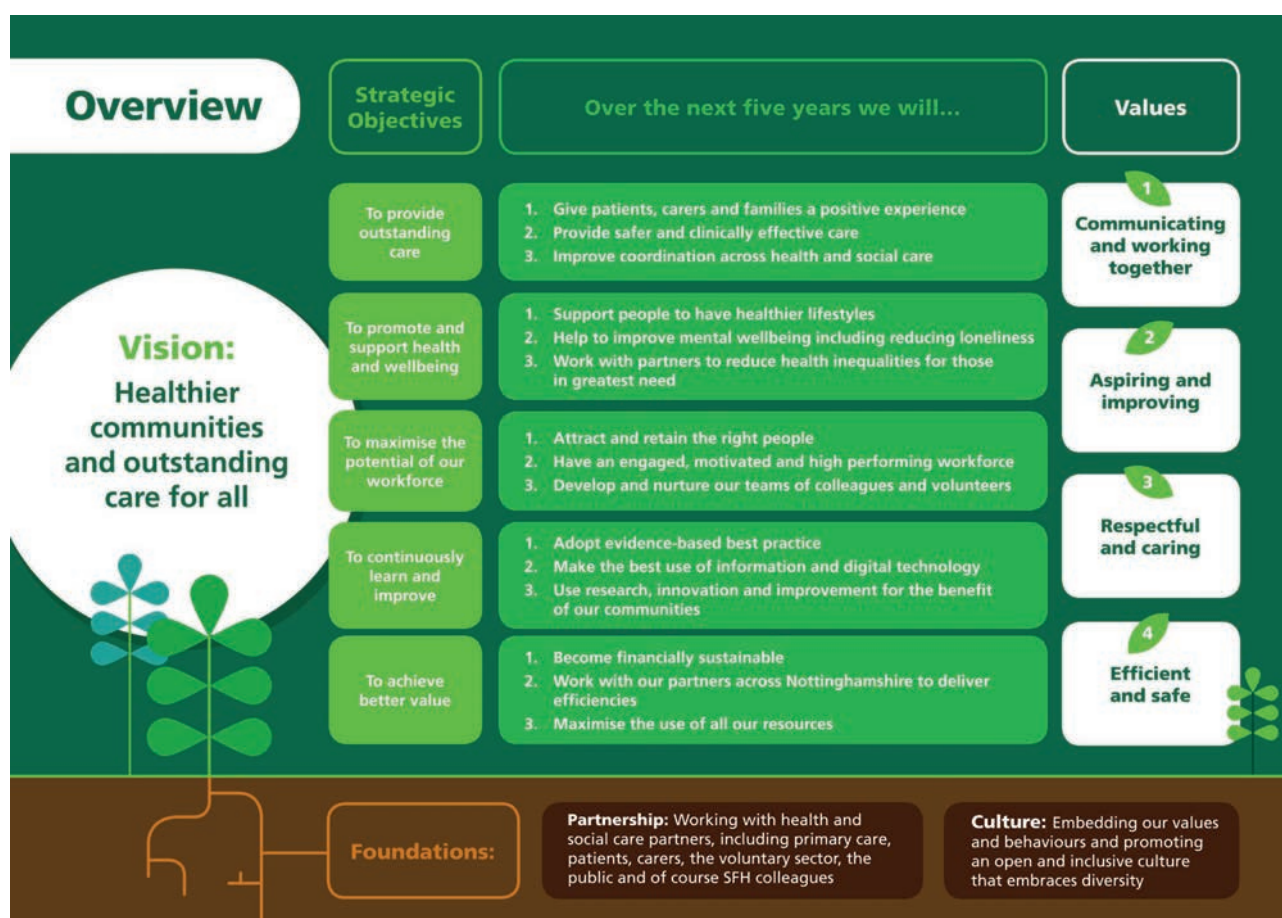 Overview
Strategic
Objectives
Over the next five years we will...
Values
Vision:
Healthier
communities
and outstanding
care for all
To provide
outstanding
care
1. Give patients, carers and families a positive experience
2. Provide safer and clinically effective care
3. Improve coordination across health and social care
To promote and
support health
and wellbeing
1. Support people to have healthier lifestyles
2. Help to improve mental wellbeing including reducing loneliness
3. Work with partners to reduce health inequalities for those
in greatest need
To maximise the
potential of our
workforce
1. Attract and retain the right people
2. Have an engaged, motivated and high performing workforce
3. Develop and nurture our teams of colleagues and volunteers
To continuously
learn and
improve
1. Adopt evidence-based best practice
2. Make the best use of information and digital technology
3. Use research, innovation and improvement for the benefit
of our communities
To achieve
better value
1. Become financially sustainable
2. Work with our partners across Nottinghamshire to deliver
efficiencies
3. Maximise the use of all our resources
1
Communicating
and working
together
2
Aspiring and
improving
3
Respectful
and caring
4
Efficient
and safe
Foundations:
Partnership: Working with health and
social care partners, including primary care,
patients, carers, the voluntary sector, the
public and of course SFH colleagues
Culture: Embedding our values
and behaviours and promoting
an open and inclusive culture
that embraces diversity